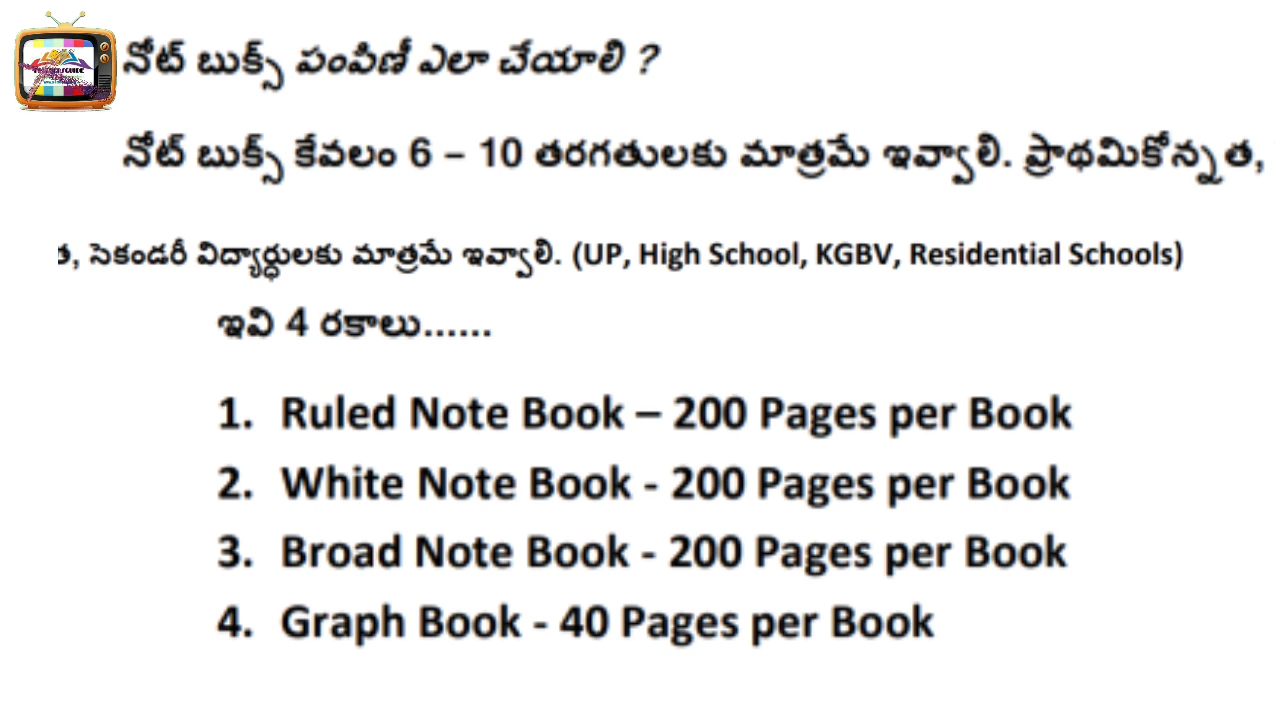 నోట్ బుక్స్ పంపిణీ ఎలా చేయాలి ?
నోట్ బుక్స్ కేవలం 6 – 10 తరగతులకు మాత్రమే ఇవ్వాలి. ప్రాథమికోన్నత,
త, సెకండరీ విద్యార్థులకు మాత్రమే ఇవ్వాలి. (UP, High School, KGBV, Residential Schools)
ఇవి 4 రకాలు......
1. Ruled Note Book – 200 Pages per Book
2. White Note Book - 200 Pages per Book
3. Broad Note Book - 200 Pages per Book
4. Graph Book - 40 Pages per Book